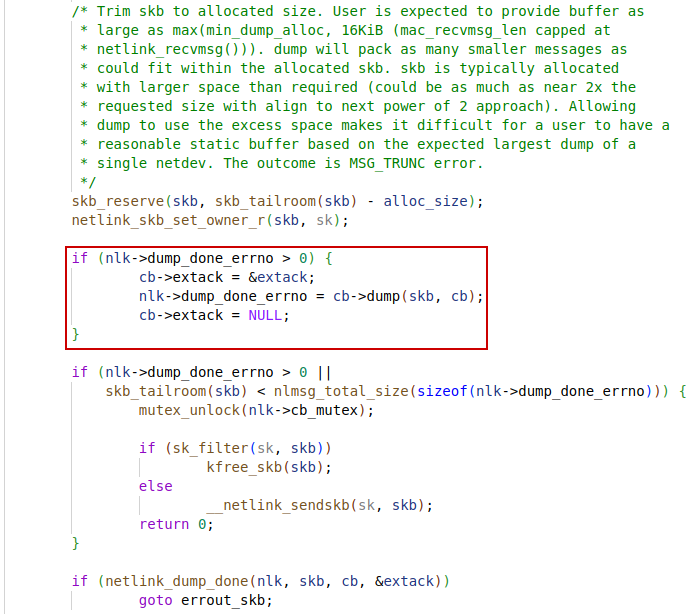 /* Trim skb to allocated size. User is expected to provide buffer as
 * large as max(min_dump_alloc, 16KiB (mac_recvmsg_len capped at
 * netlink_recvmsg())). dump will pack as many smaller messages as
 * could fit within the allocated skb. skb is typically allocated
 * with larger space than required (could be as much as near 2x the
 * requested size with align to next power of 2 approach). Allowing
 * dump to use the excess space makes it difficult for a user to have a
 * reasonable static buffer based on the expected largest dump of a
 * single netdev. The outcome is MSG_TRUNC error.
 */
skb_reserve(skb, skb_tailroom(skb) - alloc_size);
netlink_skb_set_owner_r(skb, sk);

if (nlk->dump_done_errno > 0) {
        cb->extack = &extack;
        nlk->dump_done_errno = cb->dump(skb, cb);
        cb->extack = NULL;
}

if (nlk->dump_done_errno > 0 ||
    skb_tailroom(skb) < nlmsg_total_size(sizeof(nlk->dump_done_errno))) {
        mutex_unlock(nlk->cb_mutex);

        if (sk_filter(sk, skb))
                kfree_skb(skb);
        else
                __netlink_sendskb(sk, skb);
        return 0;
}

if (netlink_dump_done(nlk, skb, cb, &extack))
        goto errout_skb;